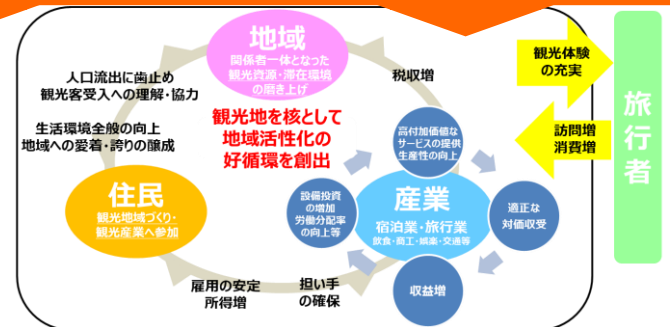 地域
関係者一体となった
観光資源・滞在環境
の磨き上げ
人口流出に歯止め
観光客受入への理解・協力
生活環境全般の向上
地域への愛着・誇りの醸成
税収増
観光地を核として
地域活性化の
好循環を創出
観光体験
の充実
訪問増
消費増
旅行者
高付加価値な
サービスの提供
生産性の向上
住民
観光地域づくり・
観光産業へ参加
設備投資
の増加
労働分配率
の向上等
産業
宿泊業・旅行業
飲食・商工・娯楽・交通等
適正な
対価収受
収益増
雇用の安定
所得増
担い手
の確保